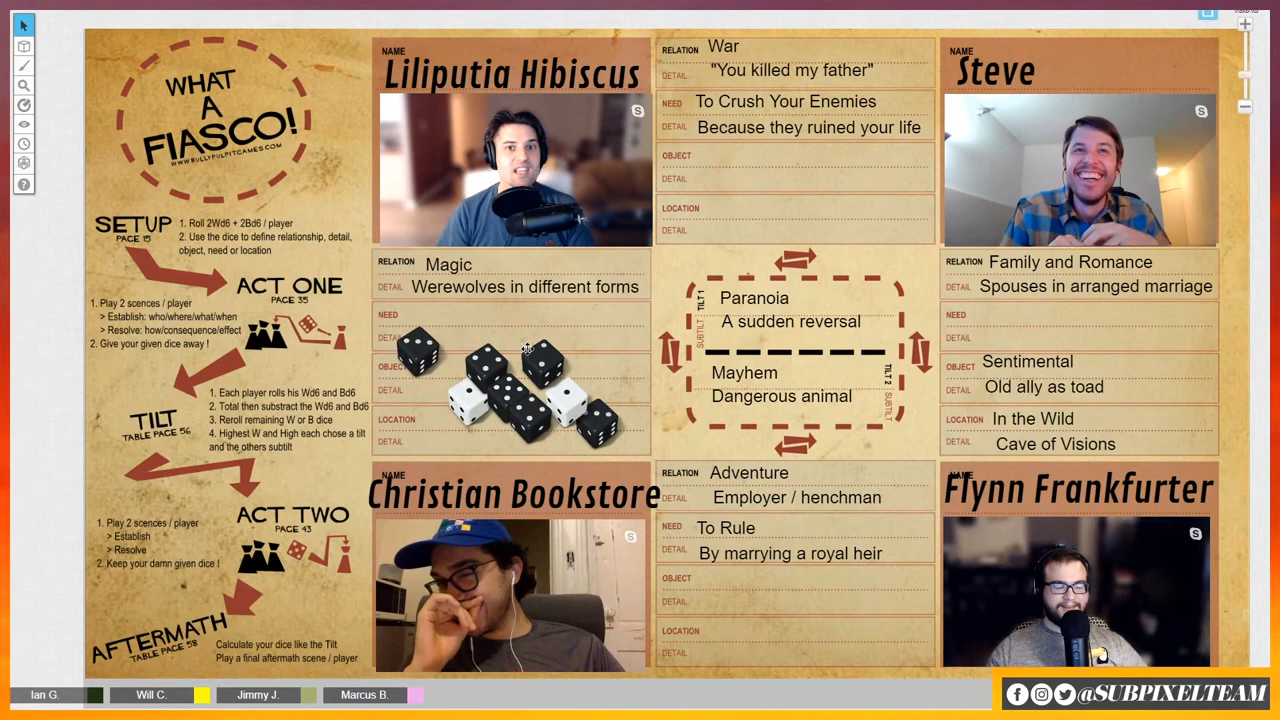 WHAT
A
FIASCO!
WWW.BULLYPULPITGAMES.COM
SETUP
PAGE 15
1. Roll 2Wd6 + 2Bd6 / player
2. Use the dice to define relationship, detail,
object, need or location
ACT ONE
PAGE 35
1. Play 2 scences / player
> Establish: who/where/what/when
> Resolve: how/consequence/effect
2. Give your given dice away !
TILT
TABLE PAGE 56
1. Each player rolls his Wd6 and Bd6
2. Total then substract the Wd6 and Bd6
3. Reroll remaining W or B dice
4. Highest W and High each chose a tilt
and the others subtilt
ACT TWO
PAGE 43
1. Play 2 scences / player
> Establish
> Resolve
2. Keep your damn given dice !
AFTERMATH
TABLE PAGE 58
Calculate your dice like the Tilt
Play a final aftermath scene / player
NAME
Liliputia Hibiscus
RELATION War
DETAIL "You killed my father"
NEED To Crush Your Enemies
DETAIL Because they ruined your life
OBJECT
DETAIL
LOCATION
DETAIL
NAME
Steve
RELATION Magic
DETAIL Werewolves in different forms
NEED
DETAIL
OBJECT
DETAIL
LOCATION
DETAIL
TILT 1
SUBTILT
Paranoia
A sudden reversal
Mayhem
Dangerous animal
TILT 2
SUBTILT
RELATION Family and Romance
DETAIL Spouses in arranged marriage
NEED
DETAIL
OBJECT Sentimental
DETAIL Old ally as toad
LOCATION In the Wild
DETAIL Cave of Visions
NAME
Christian Bookstore
RELATION Adventure
DETAIL Employer / henchman
NEED To Rule
DETAIL By marrying a royal heir
OBJECT
DETAIL
LOCATION
DETAIL
NAME
Flynn Frankfurter
Ian G.
Will C.
Jimmy J.
Marcus B.
@SUBPIXELTEAM